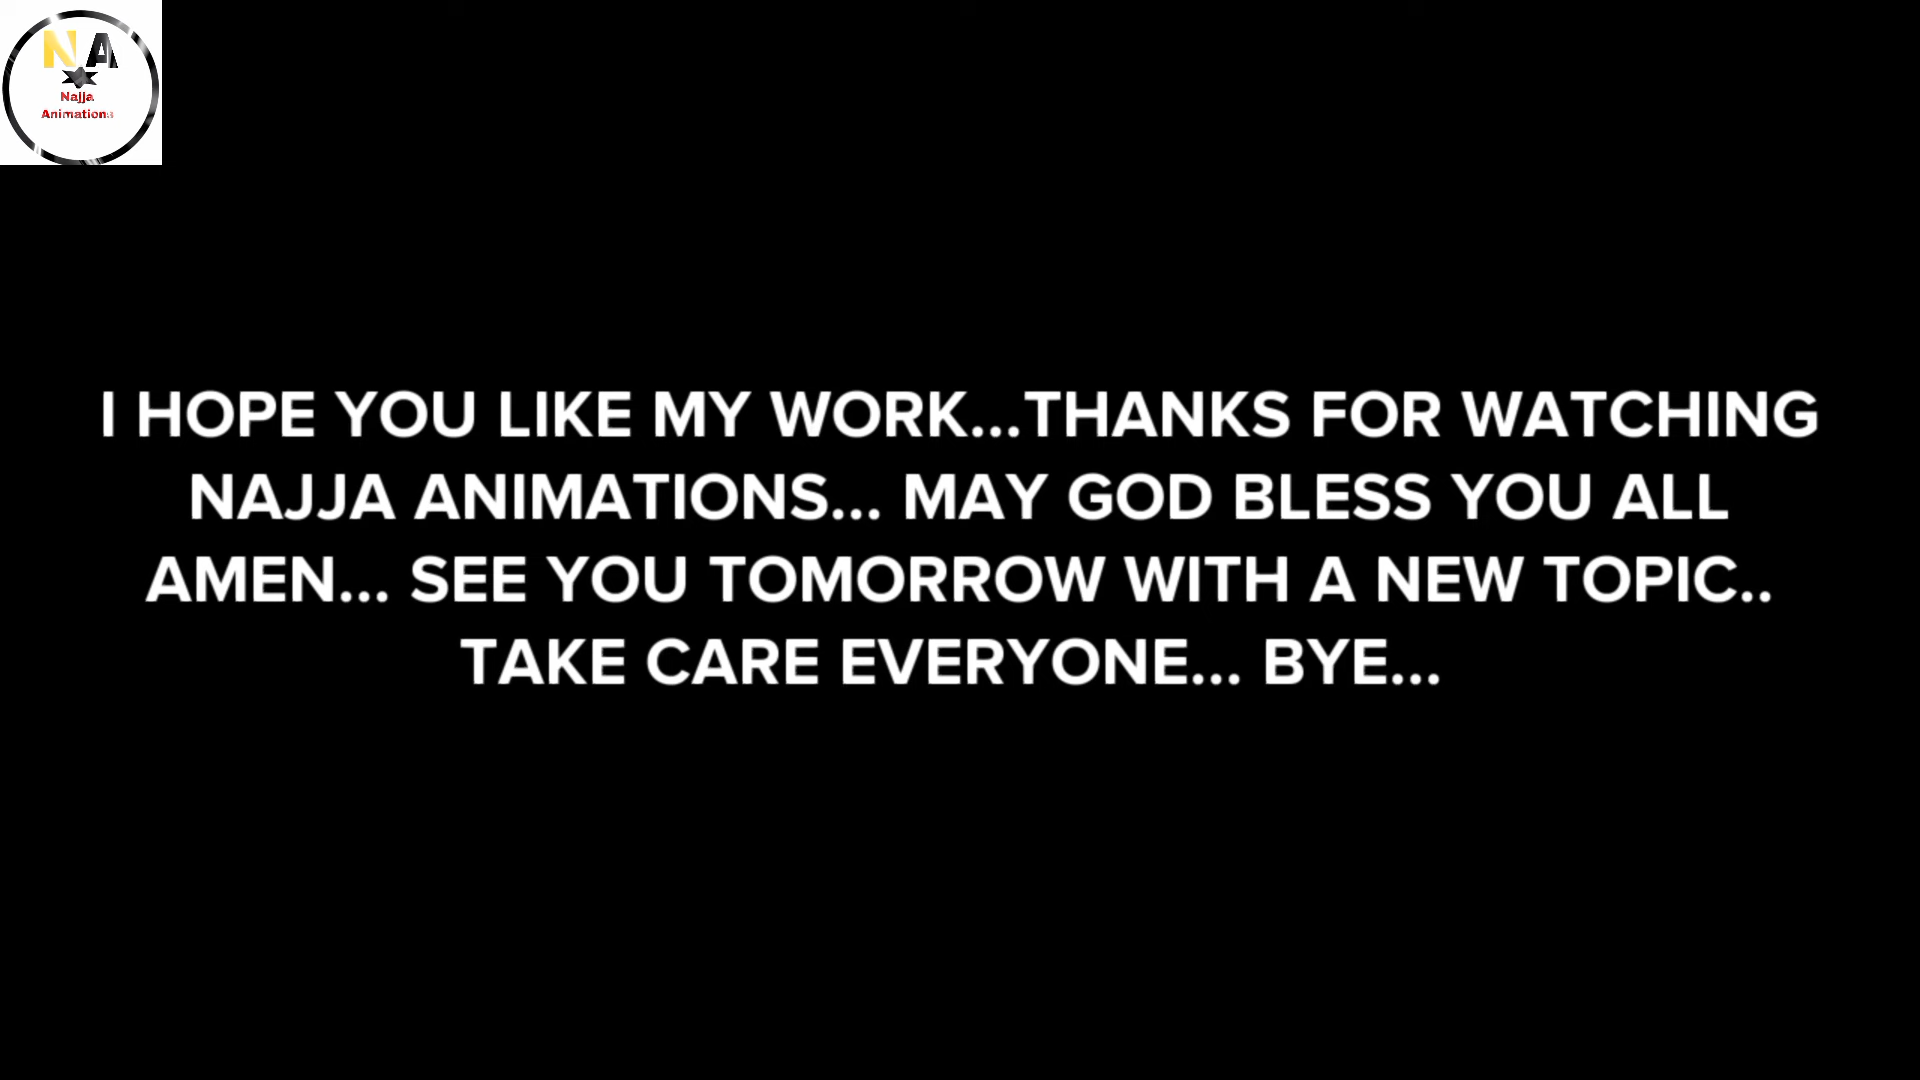 N A
Najja
Animations
I HOPE YOU LIKE MY WORK...THANKS FOR WATCHING
NAJJA ANIMATIONS... MAY GOD BLESS YOU ALL
AMEN... SEE YOU TOMORROW WITH A NEW TOPIC..
TAKE CARE EVERYONE... BYE...